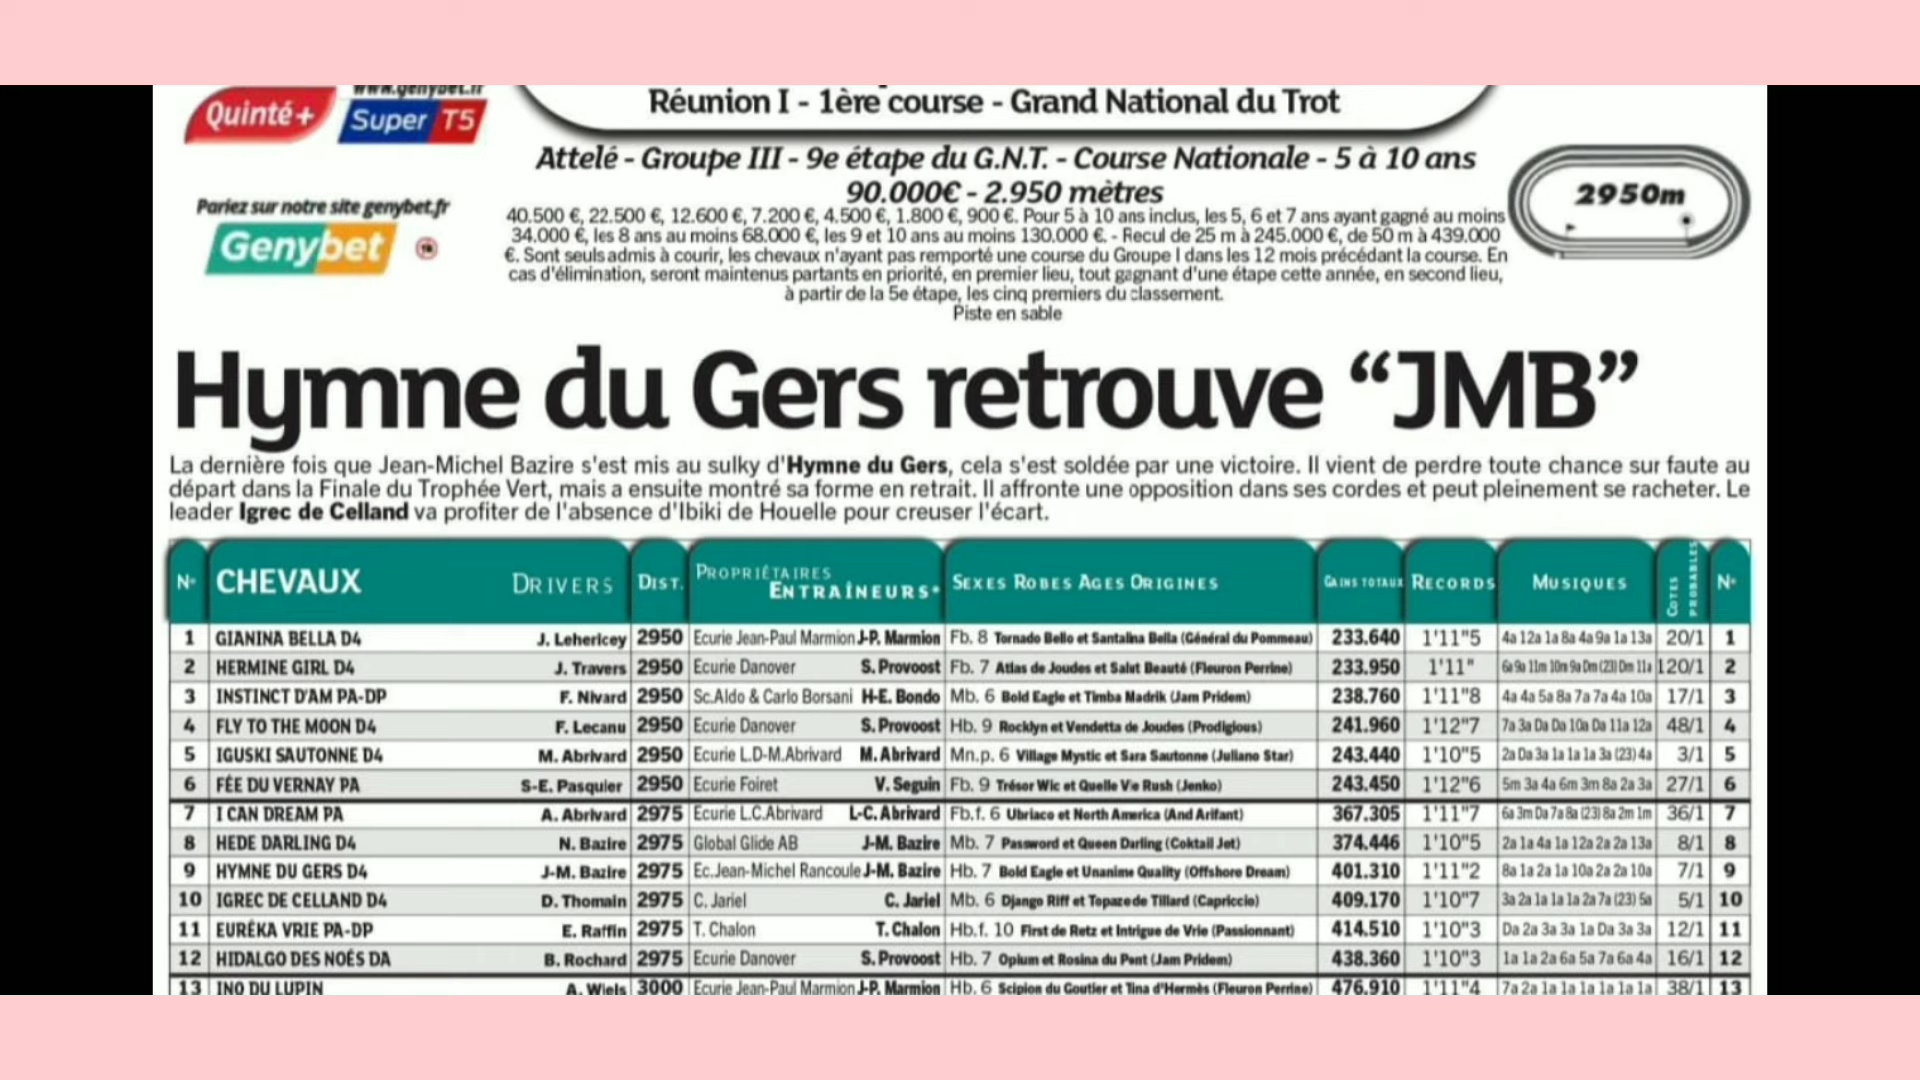 www.genybet.fr
Quinté+ Super T5
Réunion I - 1ère course - Grand National du Trot
Attelé - Groupe III - 9e étape du G.N.T. - Course Nationale - 5 à 10 ans
90.000€ - 2.950 mètres
2950m
Pariez sur notre site genybet.fr
Genybet
40.500 €, 22.500 €, 12.600 €, 7.200 €, 4.500 €, 1.800 €, 900 €. Pour 5 à 10 ans inclus, les 5, 6 et 7 ans ayant gagné au moins
34.000 €, les 8 ans au moins 68.000 €, les 9 et 10 ans au moins 130.000 €. - Recul de 25 m à 245.000 €, de 50 m à 439.000
€. Sont seuls admis à courir, les chevaux n'ayant pas remporté une course du Groupe I dans les 12 mois précédant la course. En
cas d'élimination, seront maintenus partants en priorité, en premier lieu, tout gagnant d'une étape cette année, en second lieu,
à partir de la 5e étape, les cinq premiers du classement.
Piste en sable
Hymne du Gers retrouve “JMB”
La dernière fois que Jean-Michel Bazire s'est mis au sulky d'Hymne du Gers, cela s'est soldée par une victoire. Il vient de perdre toute chance sur faute au
départ dans la Finale du Trophée Vert, mais a ensuite montré sa forme en retrait. Il affronte une opposition dans ses cordes et peut pleinement se racheter. Le
leader Igrec de Celland va profiter de l'absence d'Ibiki de Houelle pour creuser l'écart.
N° CHEVAUX DRIVERS DIST. PROPRIÉTAIRES ENTRAÎNEURS• SEXES ROBES AGES ORIGINES GAINS TOTAUX RECORDS MUSIQUES COTES PROBABLES N°
1 GIANINA BELLA D4 J. Lehericey 2950 Ecurie Jean-Paul Marmion J-P. Marmion Fb. 8 Tornado Bello et Santalina Bella (Général du Pommeau) 233.640 1'11"5 4a 12a 1a 8a 4a 9a 1a 13a 20/1 1
2 HERMINE GIRL D4 J. Travers 2950 Ecurie Danover S. Provoost Fb. 7 Atlas de Joudes et Salut Beauté (Fleuron Perrine) 233.950 1'11" 6a 9a 11m 10m 9a Dm (23) Dm 11a 120/1 2
3 INSTINCT D'AM PA-DP F. Nivard 2950 Sc.Aldo & Carlo Borsani H-E. Bondo Mb. 6 Bold Eagle et Timba Madrik (Jam Pridem) 238.760 1'11"8 4a 4a 5a 8a 7a 7a 4a 10a 17/1 3
4 FLY TO THE MOON D4 F. Lecanu 2950 Ecurie Danover S. Provoost Hb. 9 Rocklyn et Vendetta de Joudes (Prodigious) 241.960 1'12"7 7a 3a Da Da 10a Da 11a 12a 48/1 4
5 IGUSKI SAUTONNE D4 M. Abrivard 2950 Ecurie L.D-M.Abrivard M. Abrivard Mn.p. 6 Village Mystic et Sara Sautonne (Juliano Star) 243.440 1'10"5 2a Da 3a 1a 1a 1a 3a (23) 4a 3/1 5
6 FÉE DU VERNAY PA S-E. Pasquier 2950 Ecurie Foiret V. Seguin Fb. 9 Trésor Wic et Quelle Vie Rush (Jenko) 243.450 1'12"6 5m 3a 4a 6m 3m 8a 2a 3a 27/1 6
7 I CAN DREAM PA A. Abrivard 2975 Ecurie L.C.Abrivard L-C. Abrivard Fb.f. 6 Ubriaco et North America (And Arifant) 367.305 1'11"7 6a 3m Da 7a 8a (23) 8a 2m 1m 36/1 7
8 HEDE DARLING D4 N. Bazire 2975 Global Glide AB J-M. Bazire Mb. 7 Password et Queen Darling (Coktail Jet) 374.446 1'10"5 2a 1a 4a 1a 12a 2a 2a 13a 8/1 8
9 HYMNE DU GERS D4 J-M. Bazire 2975 Ec.Jean-Michel Rancoule J-M. Bazire Hb. 7 Bold Eagle et Unanime Quality (Offshore Dream) 401.310 1'11"2 8a 1a 2a 1a 10a 2a 2a 10a 7/1 9
10 IGREC DE CELLAND D4 D. Thomain 2975 C. Jariel C. Jariel Mb. 6 Django Riff et Topaze de Tillard (Capriccio) 409.170 1'10"7 3a 2a 1a 1a 1a 2a 7a (23) 5a 5/1 10
11 EURÉKA VRIE PA-DP E. Raffin 2975 T. Chalon T. Chalon Hb.f. 10 First de Retz et Intrigue de Vrie (Passionnant) 414.510 1'10"3 Da 2a 3a 3a 1a Da 3a 3a 12/1 11
12 HIDALGO DES NOÉS DA B. Rochard 2975 Ecurie Danover S. Provoost Hb. 7 Opium et Rosina du Pont (Jam Pridem) 438.360 1'10"3 1a 1a 2a 6a 5a 7a 6a 4a 16/1 12
13 INO DU LUPIN A. Wiels 3000 Ecurie Jean-Paul Marmion J-P. Marmion Hb. 6 Scipion du Goutier et Tina d'Hermès (Fleuron Perrine) 476.910 1'11"4 7a 2a 1a 1a 1a 1a 1a 1a 38/1 13